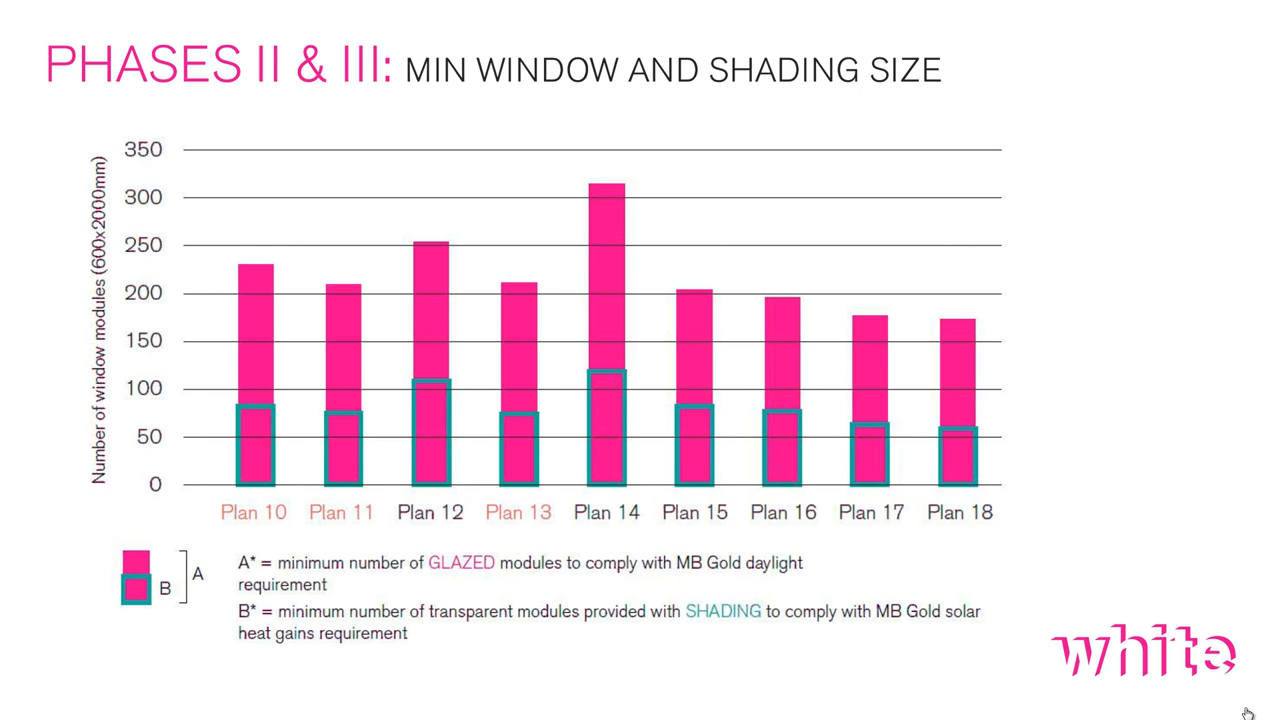 PHASES II & III: MIN WINDOW AND SHADING SIZE
Number of window modules (600x2000mm)
350
300
250
200
150
100
50
0
Plan 10 Plan 11 Plan 12 Plan 13 Plan 14 Plan 15 Plan 16 Plan 17 Plan 18
B
A
A* = minimum number of GLAZED modules to comply with MB Gold daylight
requirement
B* = minimum number of transparent modules provided with SHADING to comply with MB Gold solar
heat gains requirement
white